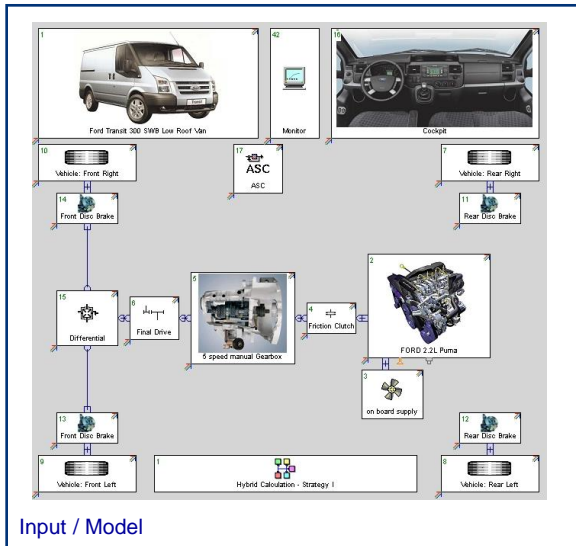 1
Ford Transit 300 SWB Low Roof Van
42
Monitor
16
Cockpit
10
Vehicle: Front Right
17
ASC
ASC
7
Vehicle: Rear Right
14
Front Disc Brake
11
Rear Disc Brake
15
Differential
6
Final Drive
5
5 speed manual Gearbox
4
Friction Clutch
2
FORD 2.2L Puma
3
on board supply
13
Front Disc Brake
12
Rear Disc Brake
9
Vehicle: Front Left
1
Hybrid Calculation - Strategy I
8
Vehicle: Rear Left
Input / Model